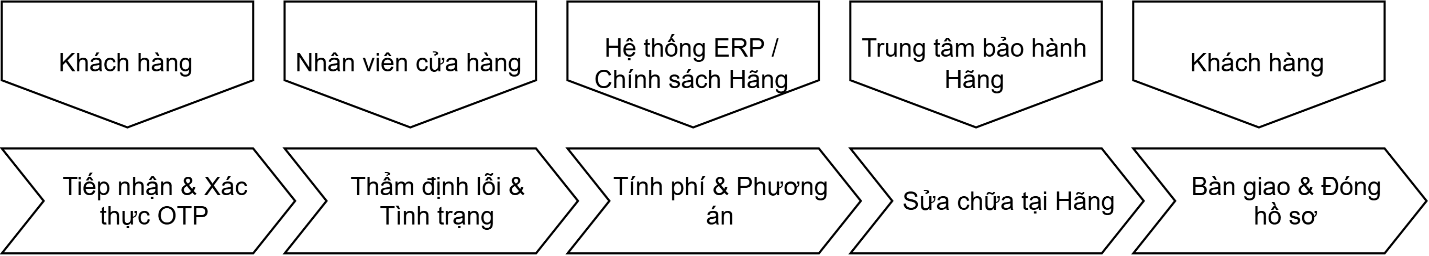 Khách hàng
Nhân viên cửa hàng
Hệ thống ERP /
Chính sách Hãng
Trung tâm bảo hành
Hãng
Khách hàng
Tiếp nhận & Xác
thực OTP
Thẩm định lỗi &
Tình trạng
Tính phí & Phương
án
Sửa chữa tại Hãng
Bàn giao & Đóng
hồ sơ